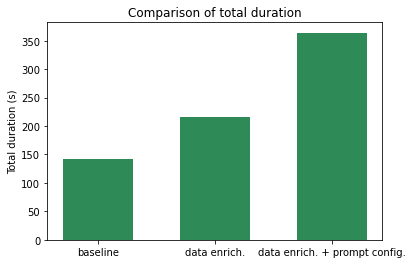 Comparison of total duration
Total duration (s)
350
300
250
200
150
100
50
0
baseline
data enrich.
data enrich. + prompt config.